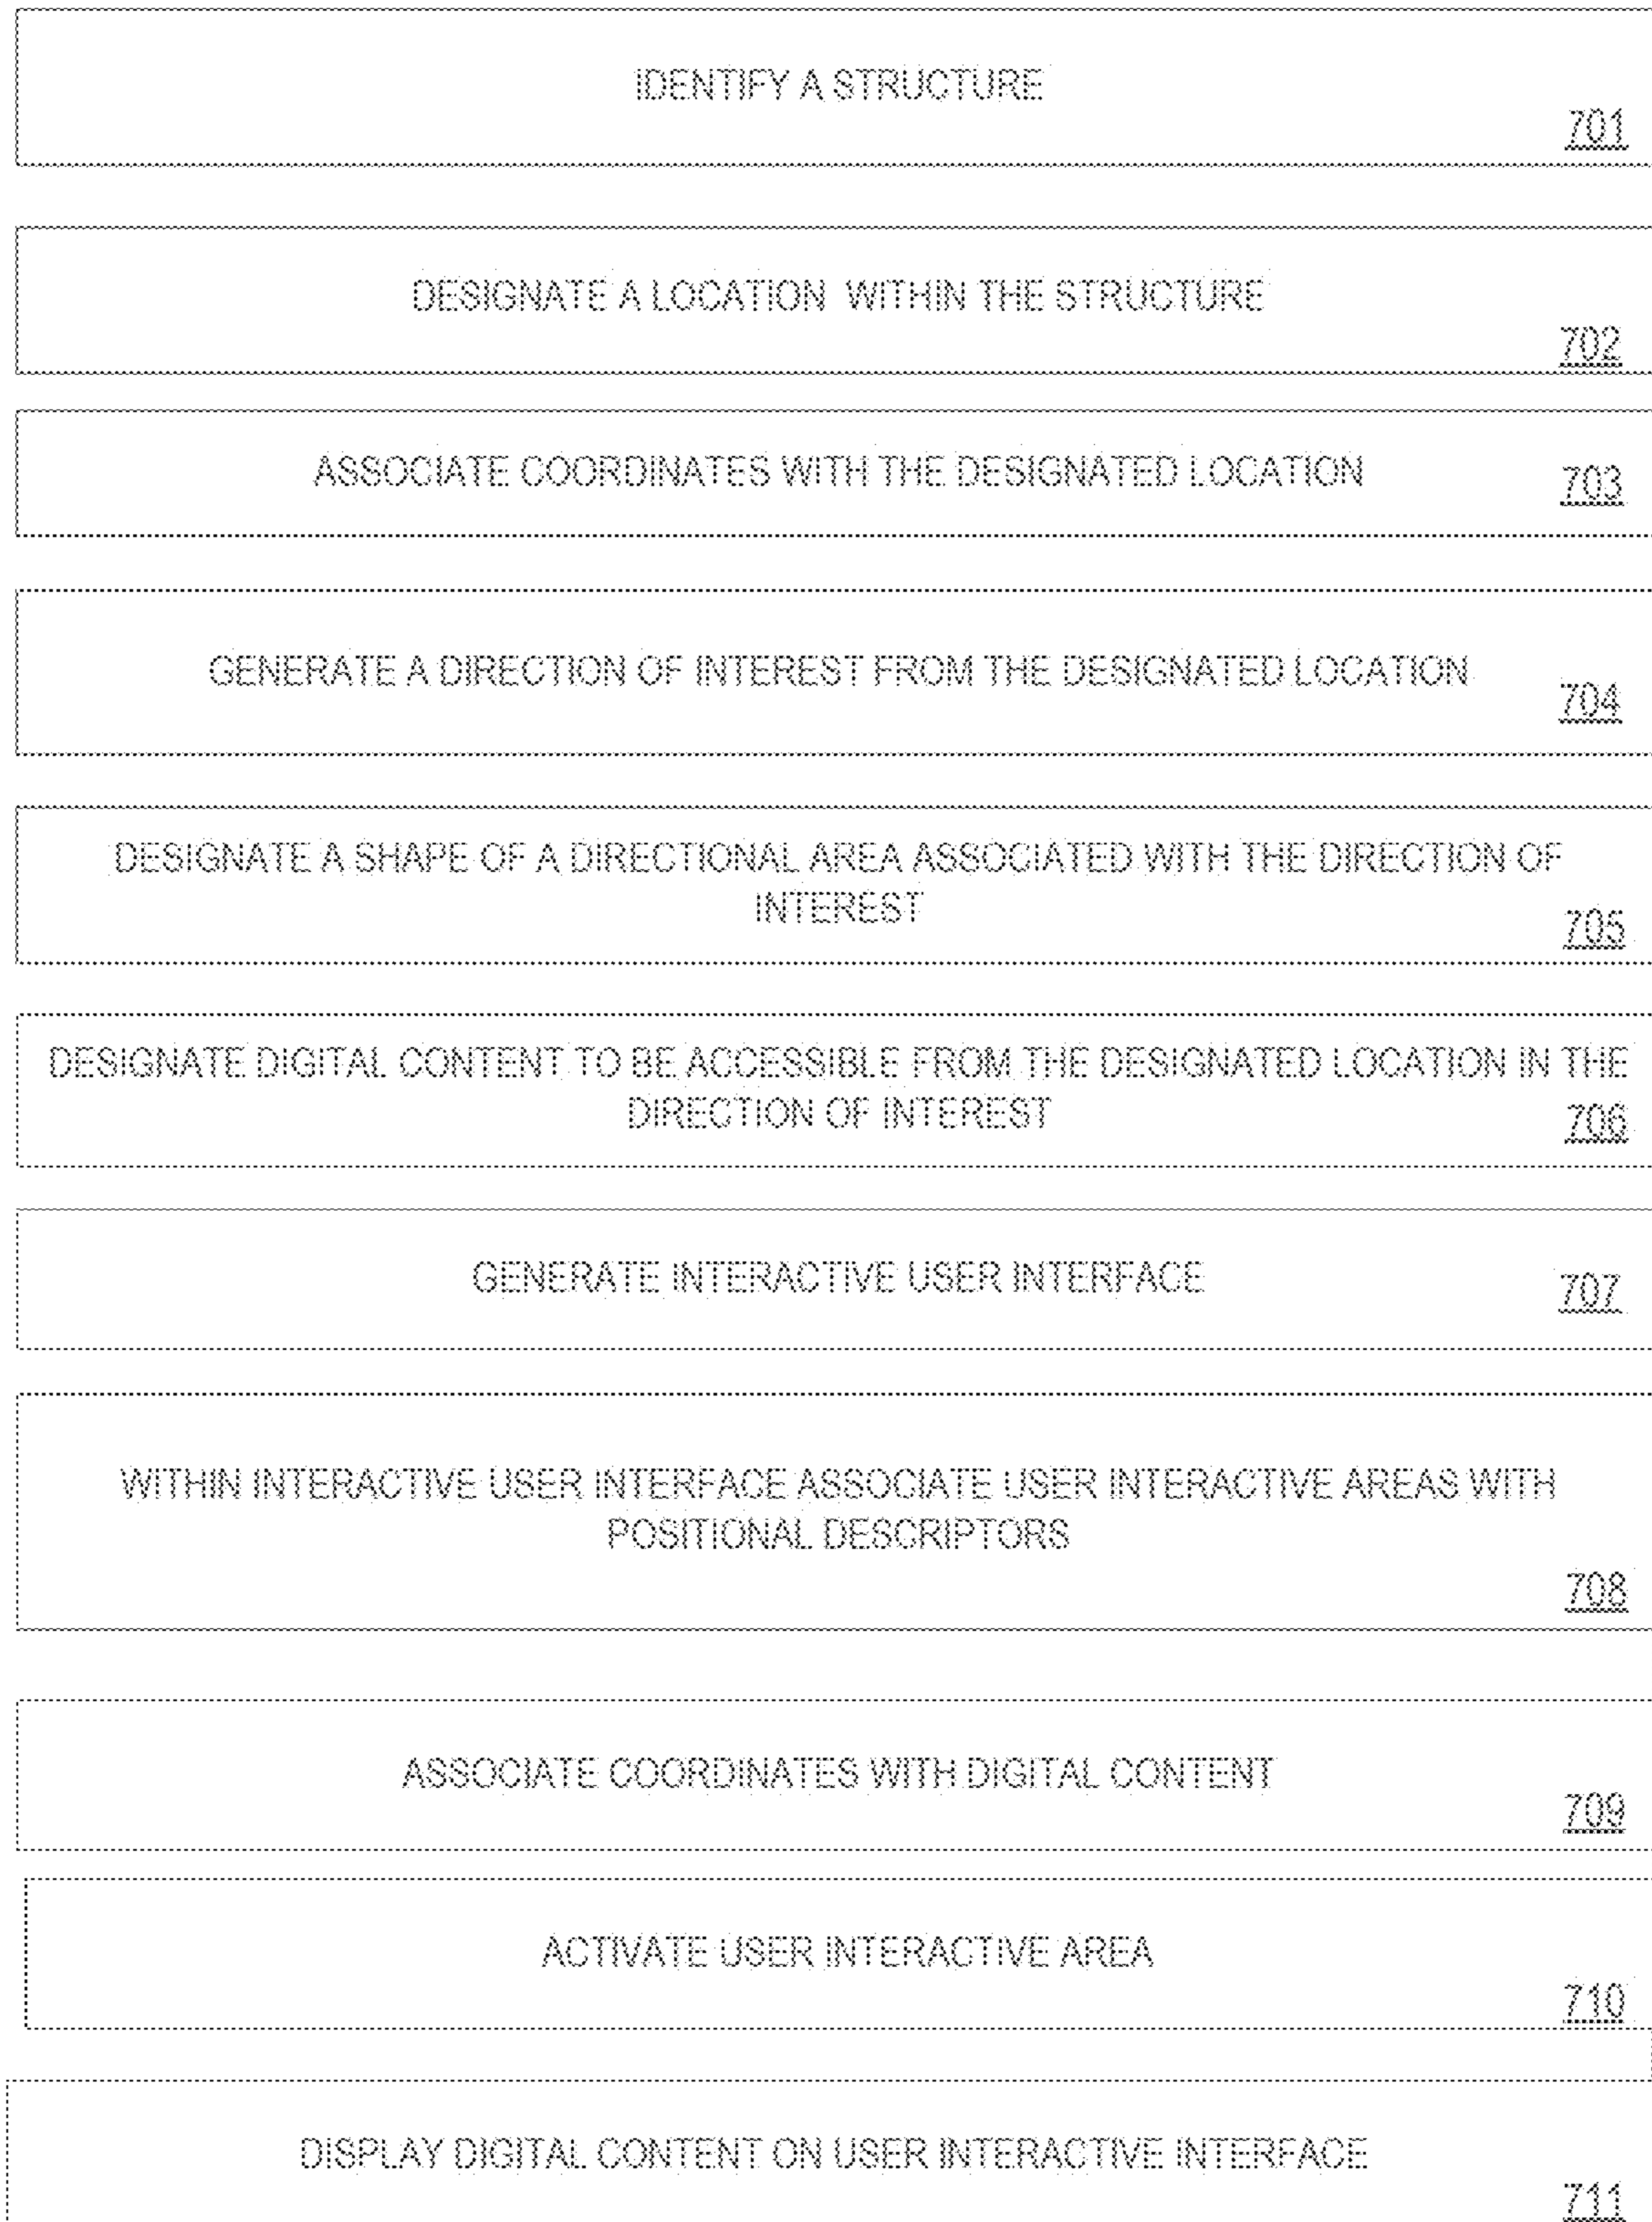 IDENTIFY A STRUCTURE
701
DESIGNATE A LOCATION WITHIN THE STRUCTURE
702
ASSOCIATE COORDINATES WITH THE DESIGNATED LOCATION
703
GENERATE A DIRECTION OF INTEREST FROM THE DESIGNATED LOCATION
704
DESIGNATE A SHAPE OF A DIRECTIONAL AREA ASSOCIATED WITH THE DIRECTION OF
INTEREST
705
DESIGNATE DIGITAL CONTENT TO BE ACCESSIBLE FROM THE DESIGNATED LOCATION IN THE
DIRECTION OF INTEREST
706
GENERATE INTERACTIVE USER INTERFACE
707
WITHIN INTERACTIVE USER INTERFACE ASSOCIATE USER INTERACTIVE AREAS WITH
POSITIONAL DESCRIPTORS
708
ASSOCIATE COORDINATES WITH DIGITAL CONTENT
709
ACTIVATE USER INTERACTIVE AREA
710
DISPLAY DIGITAL CONTENT ON USER INTERACTIVE INTERFACE
711